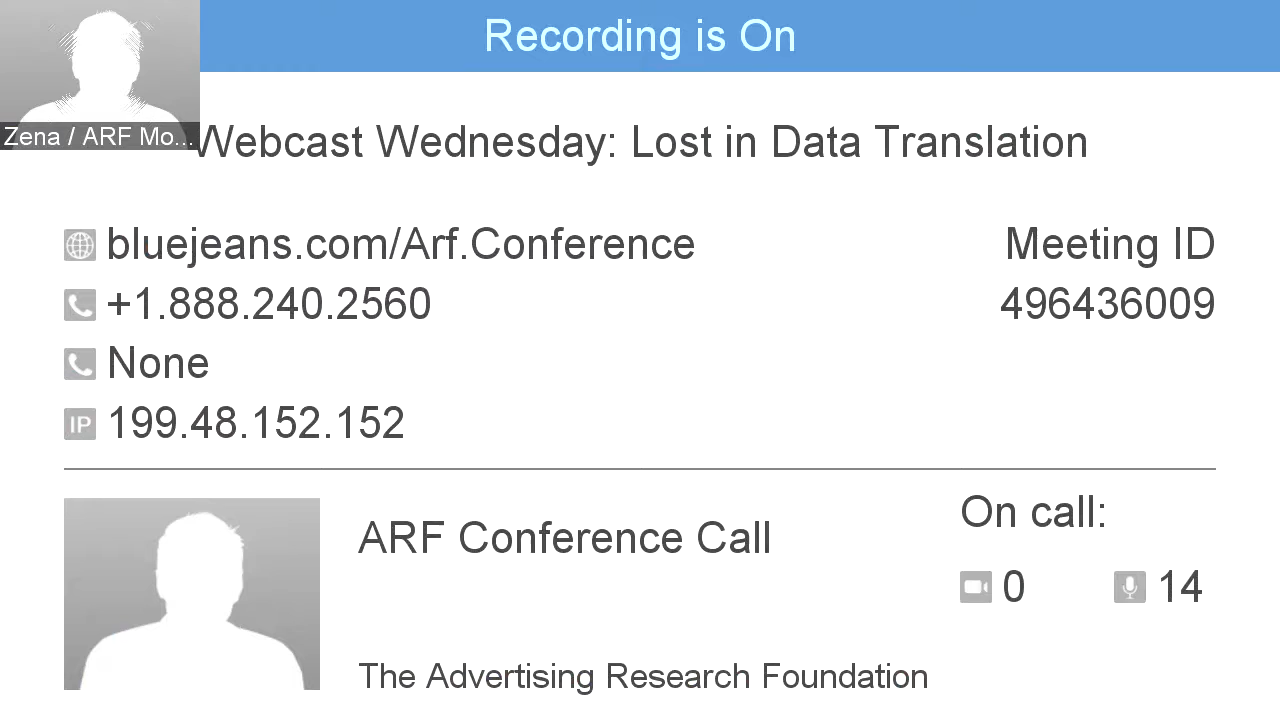 Recording is On
Zena / ARF Mo...
Webcast Wednesday: Lost in Data Translation
bluejeans.com/Arf.Conference
Meeting ID
+1.888.240.2560
496436009
None
IP
199.48.152.152
On call:
ARF Conference Call
0
14
The Advertising Research Foundation